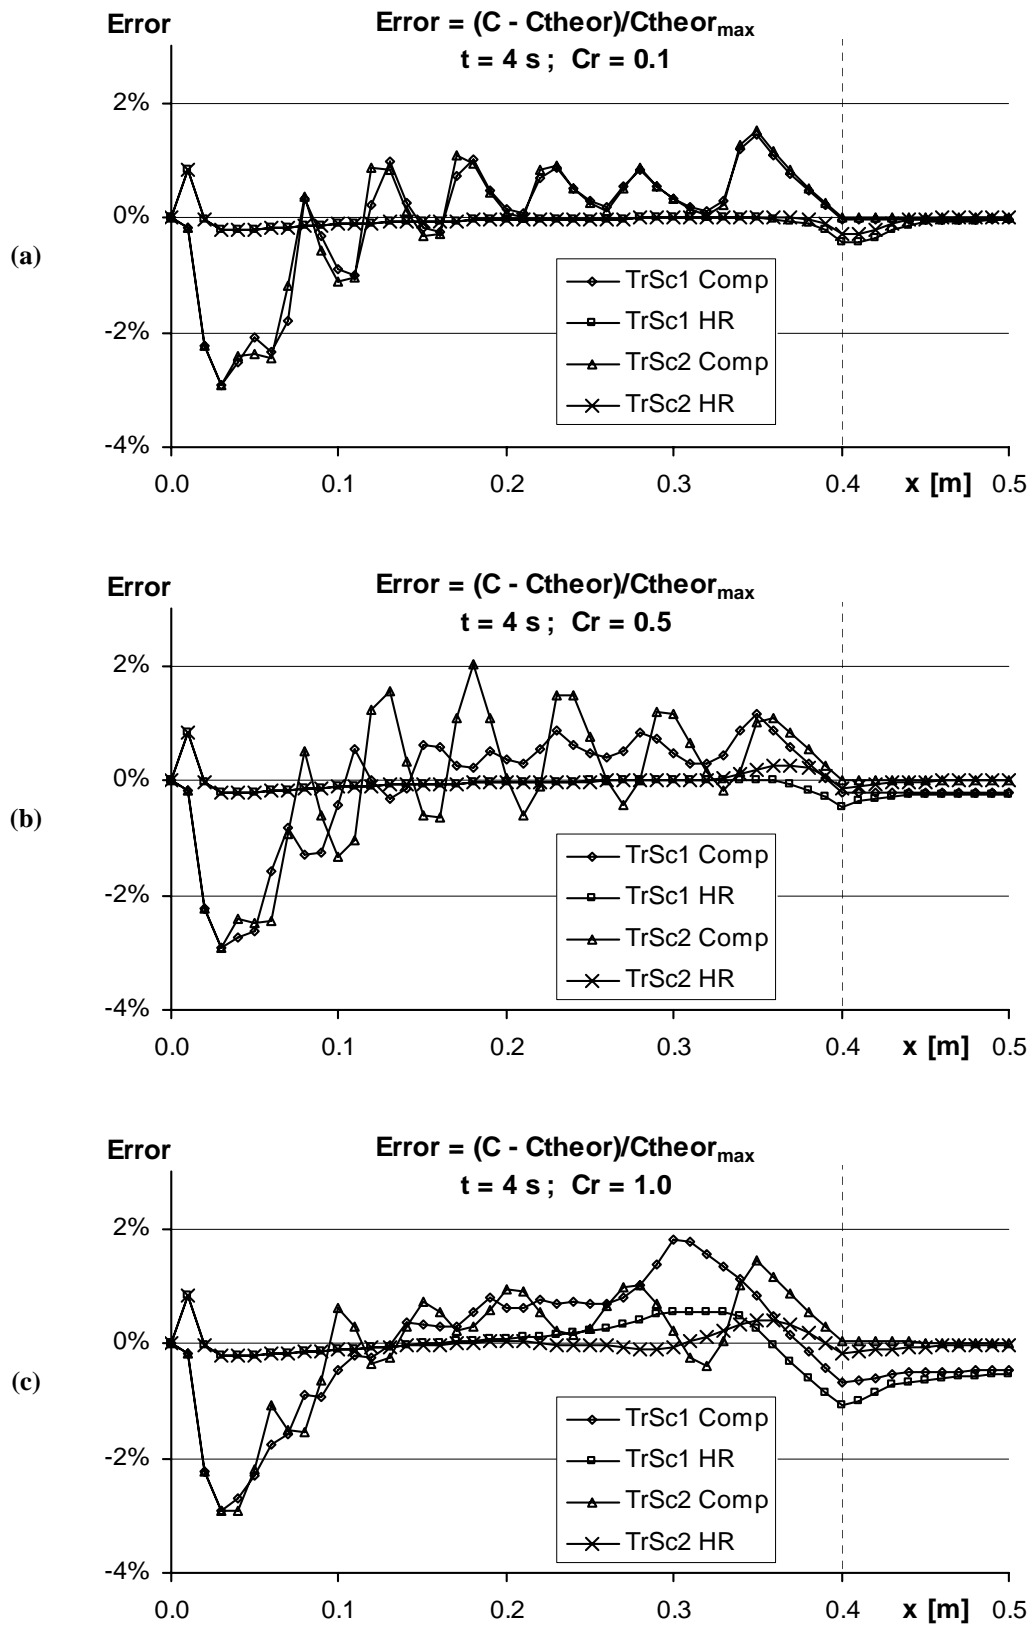 Error Error = (C - Ctheor)/Ctheor_max
t = 4 s ; Cr = 0.1
2%
0%
(a)
TrSc1 Comp
TrSc1 HR
-2%
TrSc2 Comp
TrSc2 HR
-4%
0.0 0.1 0.2 0.3 0.4 x [m] 0.5
Error Error = (C - Ctheor)/Ctheor_max
t = 4 s ; Cr = 0.5
2%
0%
(b)
TrSc1 Comp
TrSc1 HR
-2%
TrSc2 Comp
TrSc2 HR
-4%
0.0 0.1 0.2 0.3 0.4 x [m] 0.5
Error Error = (C - Ctheor)/Ctheor_max
t = 4 s ; Cr = 1.0
2%
0%
(c)
TrSc1 Comp
TrSc1 HR
-2%
TrSc2 Comp
TrSc2 HR
-4%
0.0 0.1 0.2 0.3 0.4 x [m] 0.5